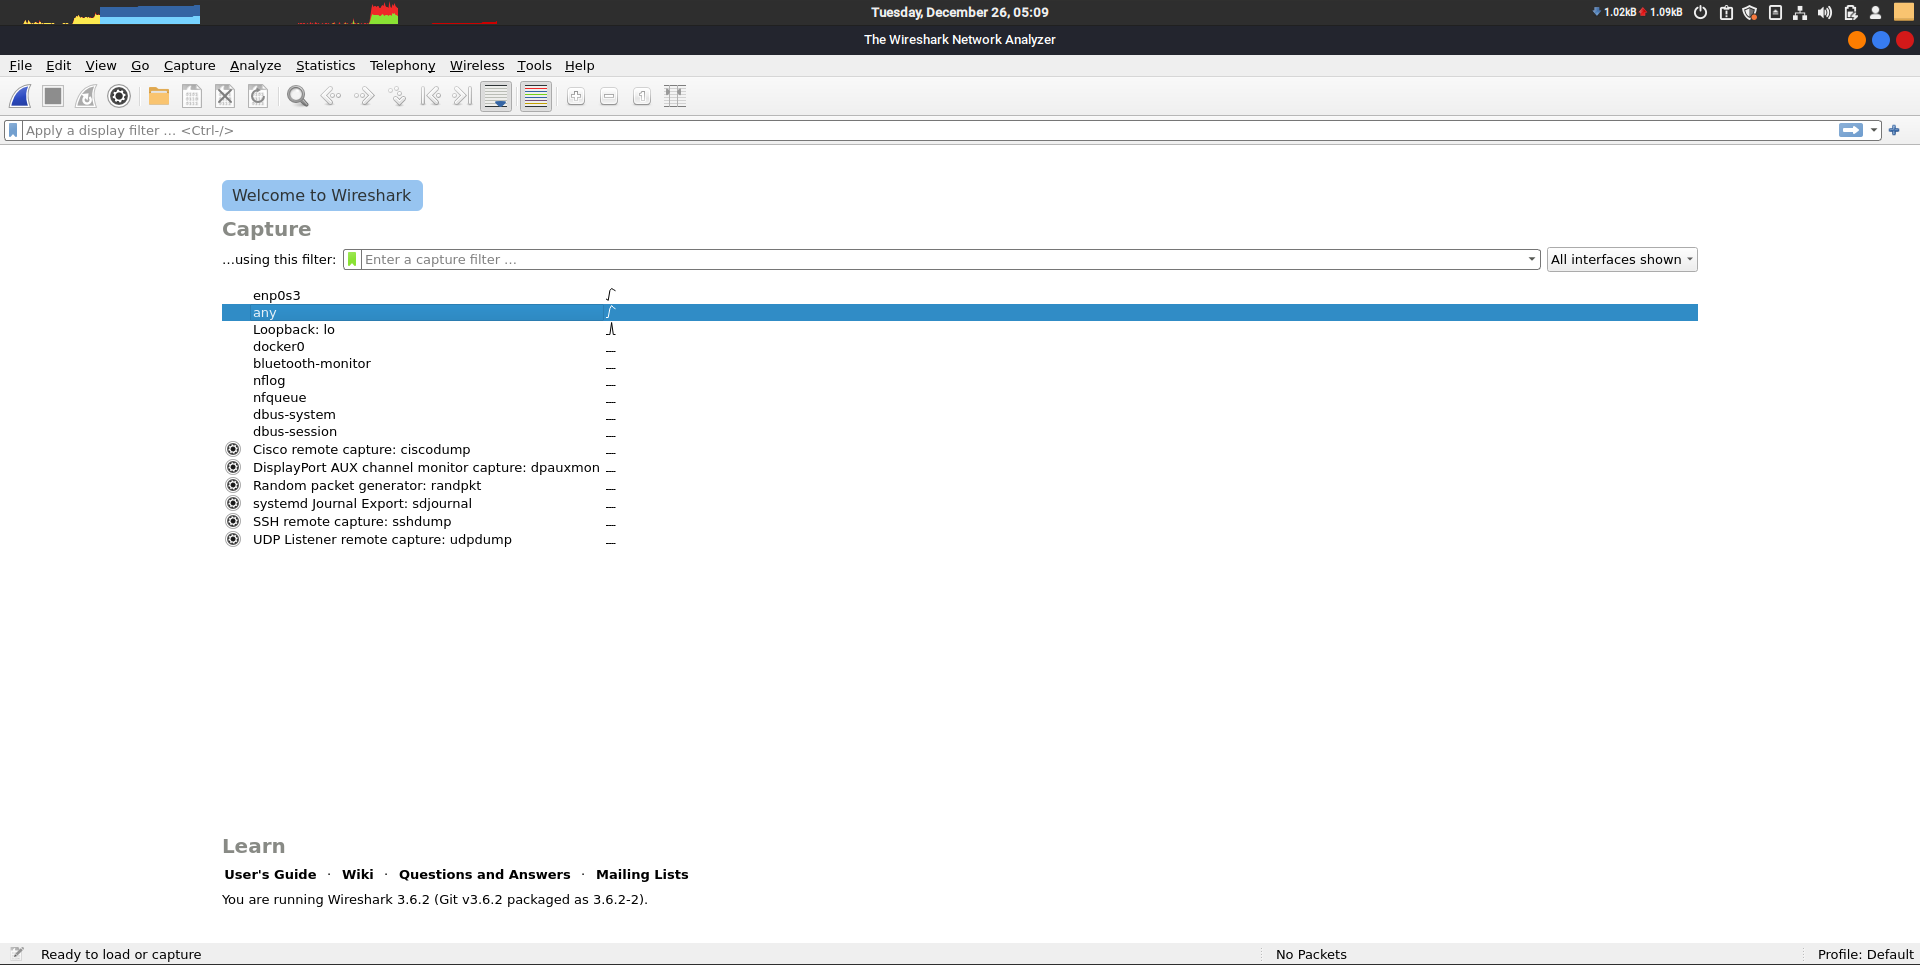 Tuesday, December 26, 05:09
1.02kB 1.09kB
The Wireshark Network Analyzer
File Edit View Go Capture Analyze Statistics Telephony Wireless Tools Help
Apply a display filter … <Ctrl-/>
Welcome to Wireshark
Capture
…using this filter: Enter a capture filter … All interfaces shown
enp0s3
any
Loopback: lo
docker0
bluetooth-monitor
nflog
nfqueue
dbus-system
dbus-session
Cisco remote capture: ciscodump
DisplayPort AUX channel monitor capture: dpauxmon
Random packet generator: randpkt
systemd Journal Export: sdjournal
SSH remote capture: sshdump
UDP Listener remote capture: udpdump
Learn
User's Guide · Wiki · Questions and Answers · Mailing Lists
You are running Wireshark 3.6.2 (Git v3.6.2 packaged as 3.6.2-2).
Ready to load or capture No Packets Profile: Default